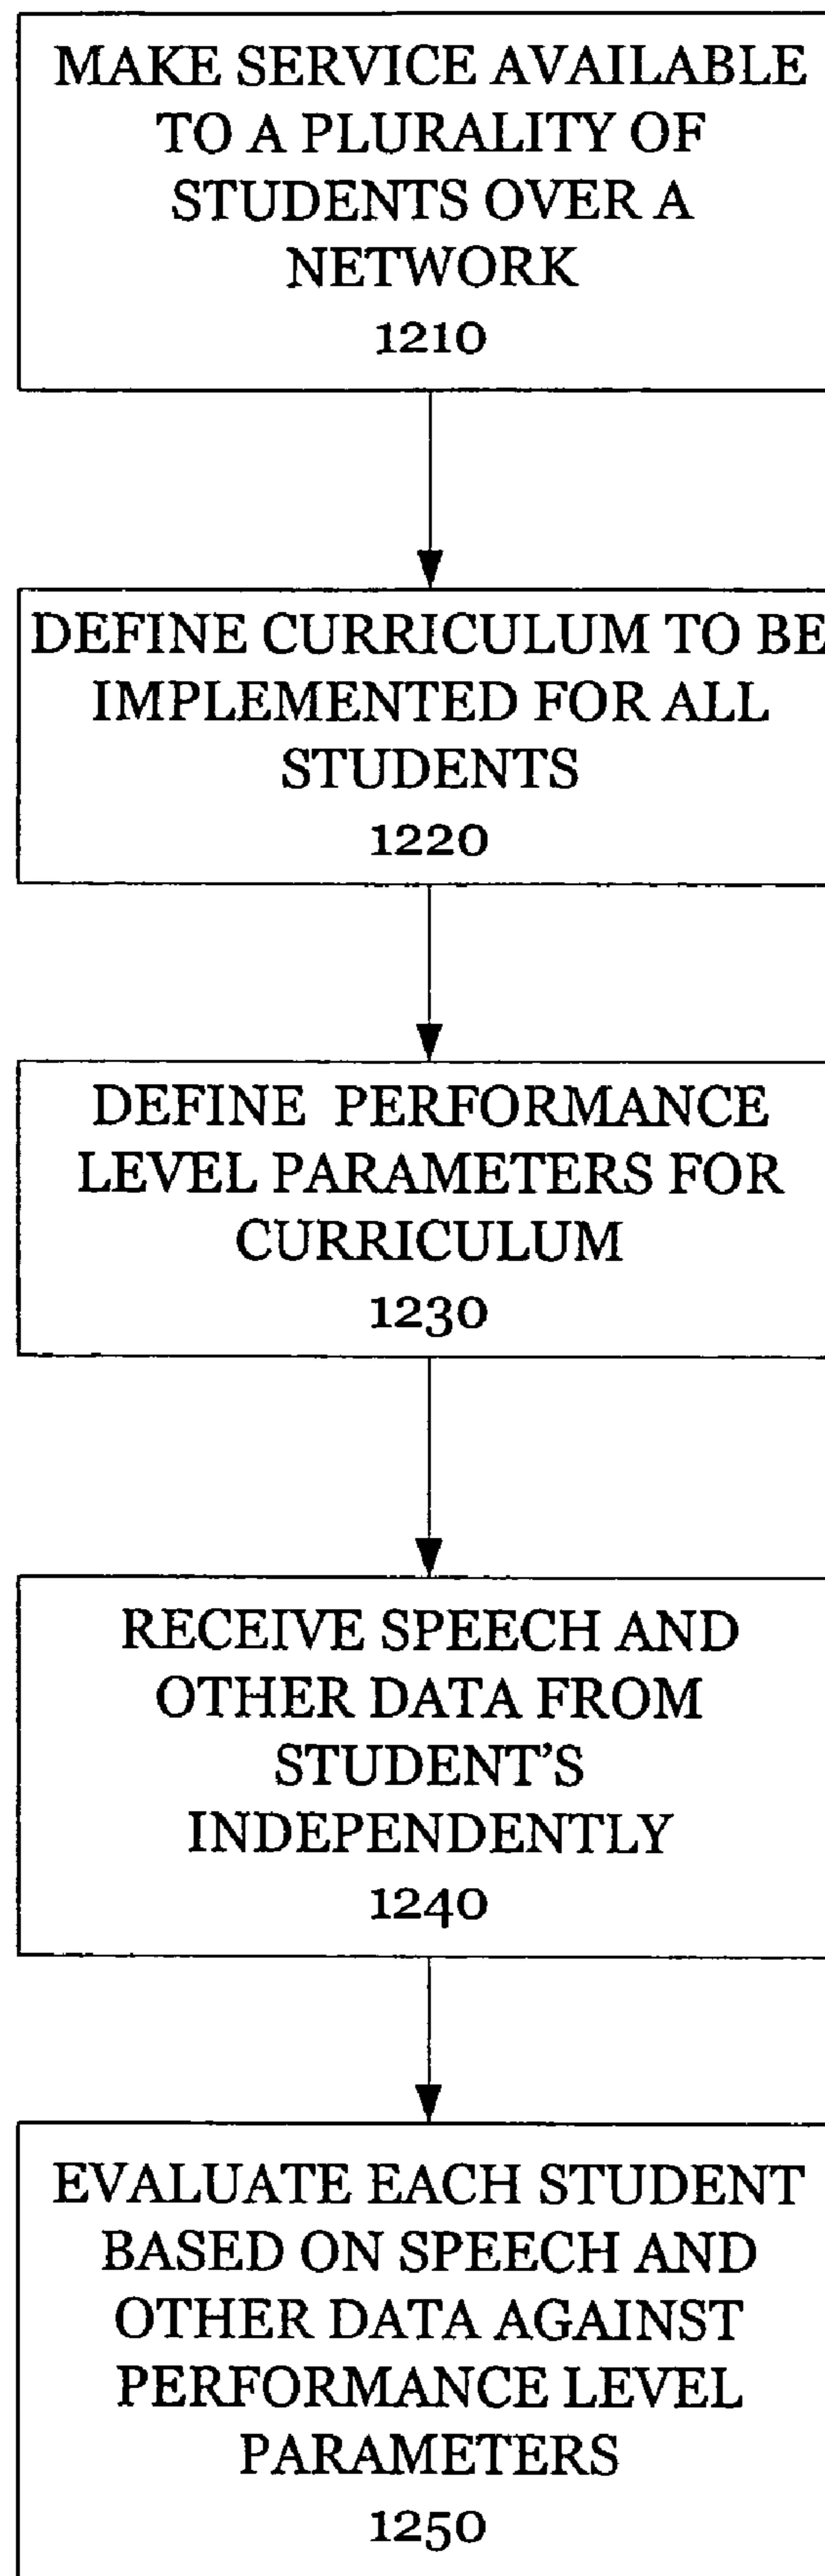 MAKE SERVICE AVAILABLE
TO A PLURALITY OF
STUDENTS OVER A
NETWORK
1210
DEFINE CURRICULUM TO BE
IMPLEMENTED FOR ALL
STUDENTS
1220
DEFINE PERFORMANCE
LEVEL PARAMETERS FOR
CURRICULUM
1230
RECEIVE SPEECH AND
OTHER DATA FROM
STUDENT'S
INDEPENDENTLY
1240
EVALUATE EACH STUDENT
BASED ON SPEECH AND
OTHER DATA AGAINST
PERFORMANCE LEVEL
PARAMETERS
1250